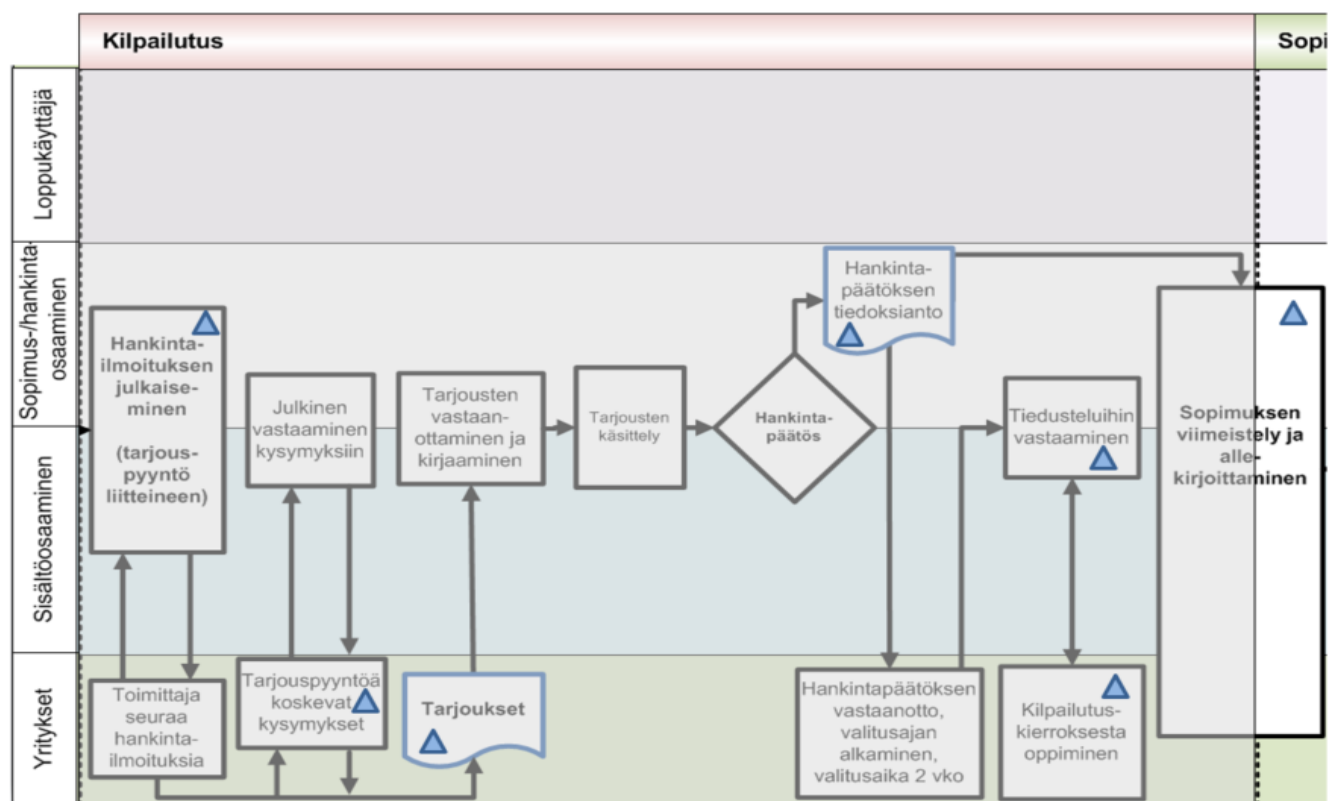 Kilpailutus
Sopi
Loppukäyttäjä
Sopimus-/hankinta-
osaaminen
Sisältöosaaminen
Yritykset
Hankinta-
ilmoituksen
julkaise-
minen
(tarjous-
pyyntö
liitteineen)
Julkinen
vastaaminen
kysymyksiin
Tarjousten
vastaan-
ottaminen ja
kirjaaminen
Tarjousten
käsittely
Hankinta-
päätös
Hankinta-
päätöksen
tiedoksianto
Tiedusteluihin
vastaaminen
Sopimuksen
viimeistely ja
alle-
kirjoittaminen
Toimittaja
seuraa
hankinta-
ilmoituksia
Tarjouspyyntöä
koskevat
kysymykset
Tarjoukset
Hankintapäätöksen
vastaanotto,
valitusajan
alkaminen,
valitusaika 2 vko
Kilpailutus-
kierroksesta
oppiminen